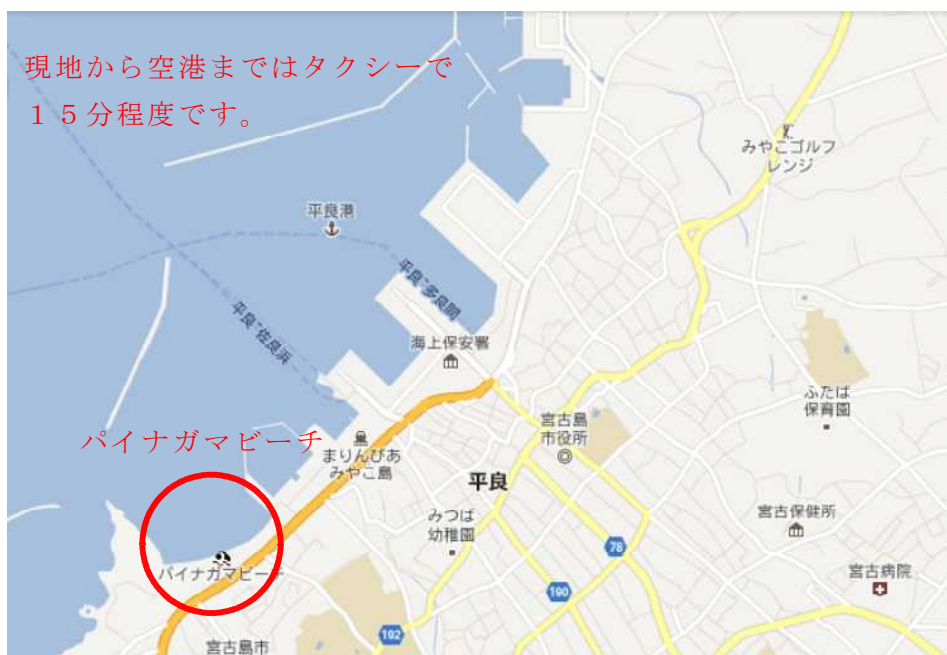 現地から空港まではタクシーで
１５分程度です。
みやこゴルフ
レンジ
平良港
平良-多良間
平良-佐良浜
海上保安署
ふたば
保育園
宮古島
市役所
パイナガマビーチ
まりんぴあ
みやこ島
平良
みつば
幼稚園
宮古保健所
78
宮古病院
パイナガマビーチ
190
192
宮古島市